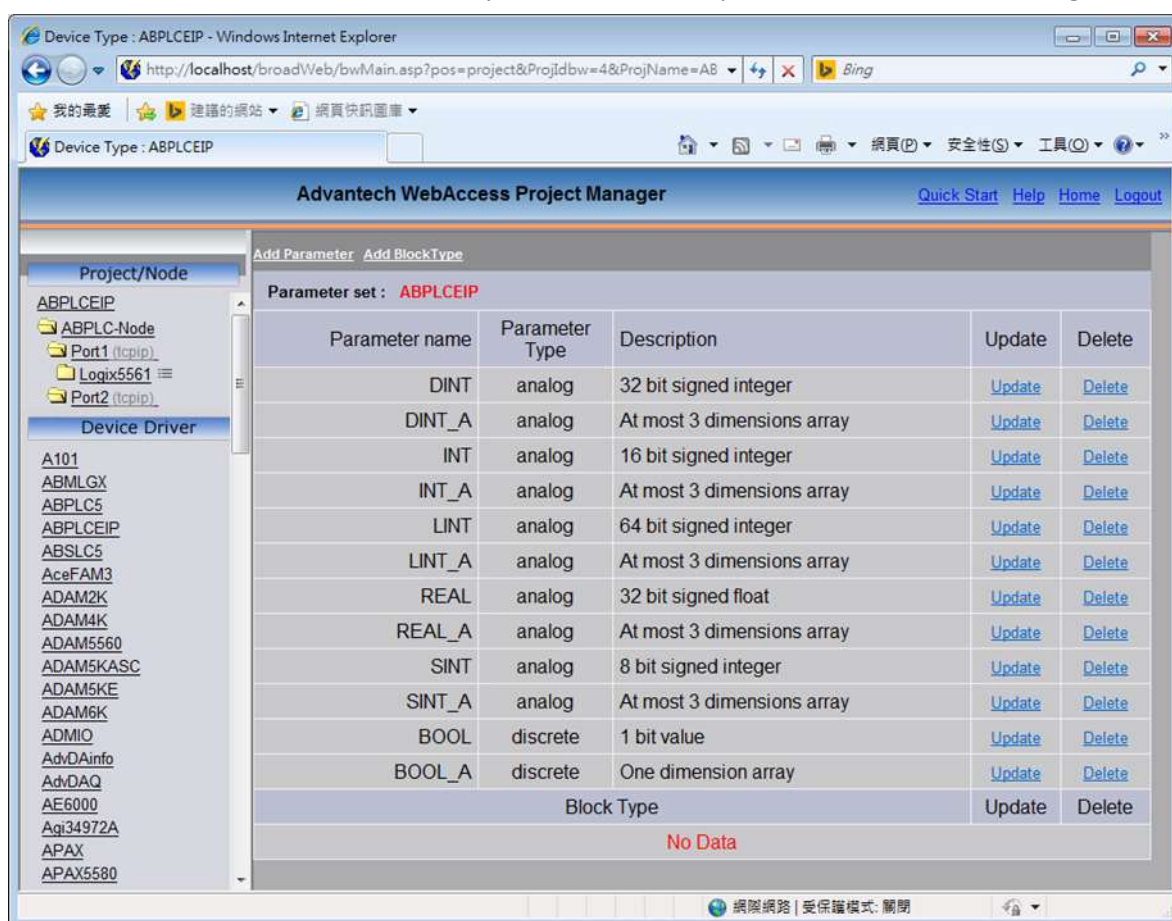 Device Type : ABPLCEIP - Windows Internet Explorer
http://localhost/broadWeb/bwMain.asp?pos=project&ProjIdbw=4&ProjName=AB
Bing
我的最愛 建議的網站 網頁快訊圖庫
Device Type : ABPLCEIP 網頁(P) 安全性(S) 工具(O)
Advantech WebAccess Project Manager Quick Start Help Home Logout
Add Parameter Add BlockType
Project/Node
ABPLCEIP
ABPLC-Node
Port1 (tcpip)
Logix5561
Port2 (tcpip)
Device Driver
A101
ABMLGX
ABPLC5
ABPLCEIP
ABSLC5
AceFAM3
ADAM2K
ADAM4K
ADAM5560
ADAM5KASC
ADAM5KE
ADAM6K
ADMIO
AdvDAinfo
AdvDAQ
AE6000
Agi34972A
APAX
APAX5580
Parameter set : ABPLCEIP
Parameter name Parameter Type Description Update Delete
DINT analog 32 bit signed integer Update Delete
DINT_A analog At most 3 dimensions array Update Delete
INT analog 16 bit signed integer Update Delete
INT_A analog At most 3 dimensions array Update Delete
LINT analog 64 bit signed integer Update Delete
LINT_A analog At most 3 dimensions array Update Delete
REAL analog 32 bit signed float Update Delete
REAL_A analog At most 3 dimensions array Update Delete
SINT analog 8 bit signed integer Update Delete
SINT_A analog At most 3 dimensions array Update Delete
BOOL discrete 1 bit value Update Delete
BOOL_A discrete One dimension array Update Delete
Block Type Update Delete
No Data
網際網路 | 受保護模式: 關閉